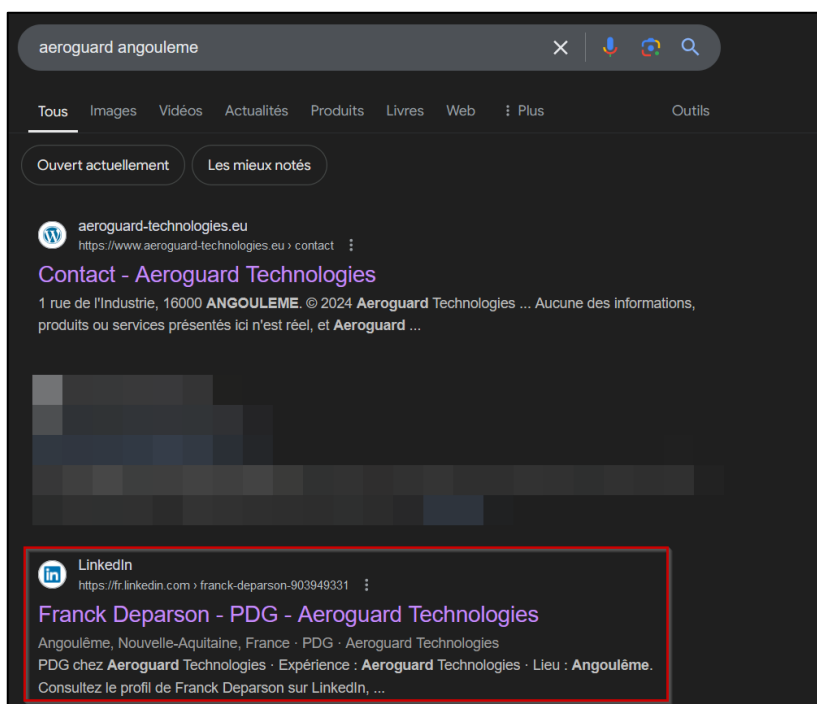 aeroguard angouleme
Tous Images Vidéos Actualités Produits Livres Web Plus Outils
Ouvert actuellement Les mieux notés
aeroguard-technologies.eu
https://www.aeroguard-technologies.eu › contact
Contact - Aeroguard Technologies
1 rue de l'Industrie, 16000 ANGOULEME. © 2024 Aeroguard Technologies ... Aucune des informations,
produits ou services présentés ici n'est réel, et Aeroguard ...
LinkedIn
https://fr.linkedin.com › franck-deparson-903949331
Franck Deparson - PDG - Aeroguard Technologies
Angoulême, Nouvelle-Aquitaine, France · PDG · Aeroguard Technologies
PDG chez Aeroguard Technologies · Expérience : Aeroguard Technologies · Lieu : Angoulême.
Consultez le profil de Franck Deparson sur LinkedIn, ...